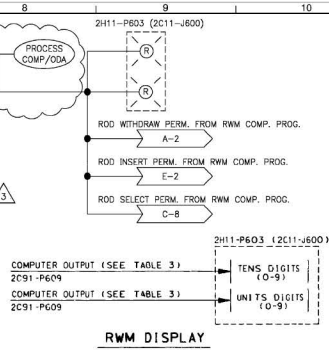 8
9
10
2H11-P603 (2C11-J600)
PROCESS
COMP/ODA
R
R
ROD WITHDRAW PERM. FROM RWM COMP. PROG.
A-2
ROD INSERT PERM. FROM RWM COMP. PROG.
E-2
3
ROD SELECT PERM. FROM RWM COMP. PROG.
C-8
2H11-P603 (2C11-J600)
COMPUTER OUTPUT (SEE TABLE 3)
2C91-P609
TENS DIGITS
(0-9)
COMPUTER OUTPUT (SEE TABLE 3)
2C91-P609
UNITS DIGITS
(0-9)
RWM DISPLAY